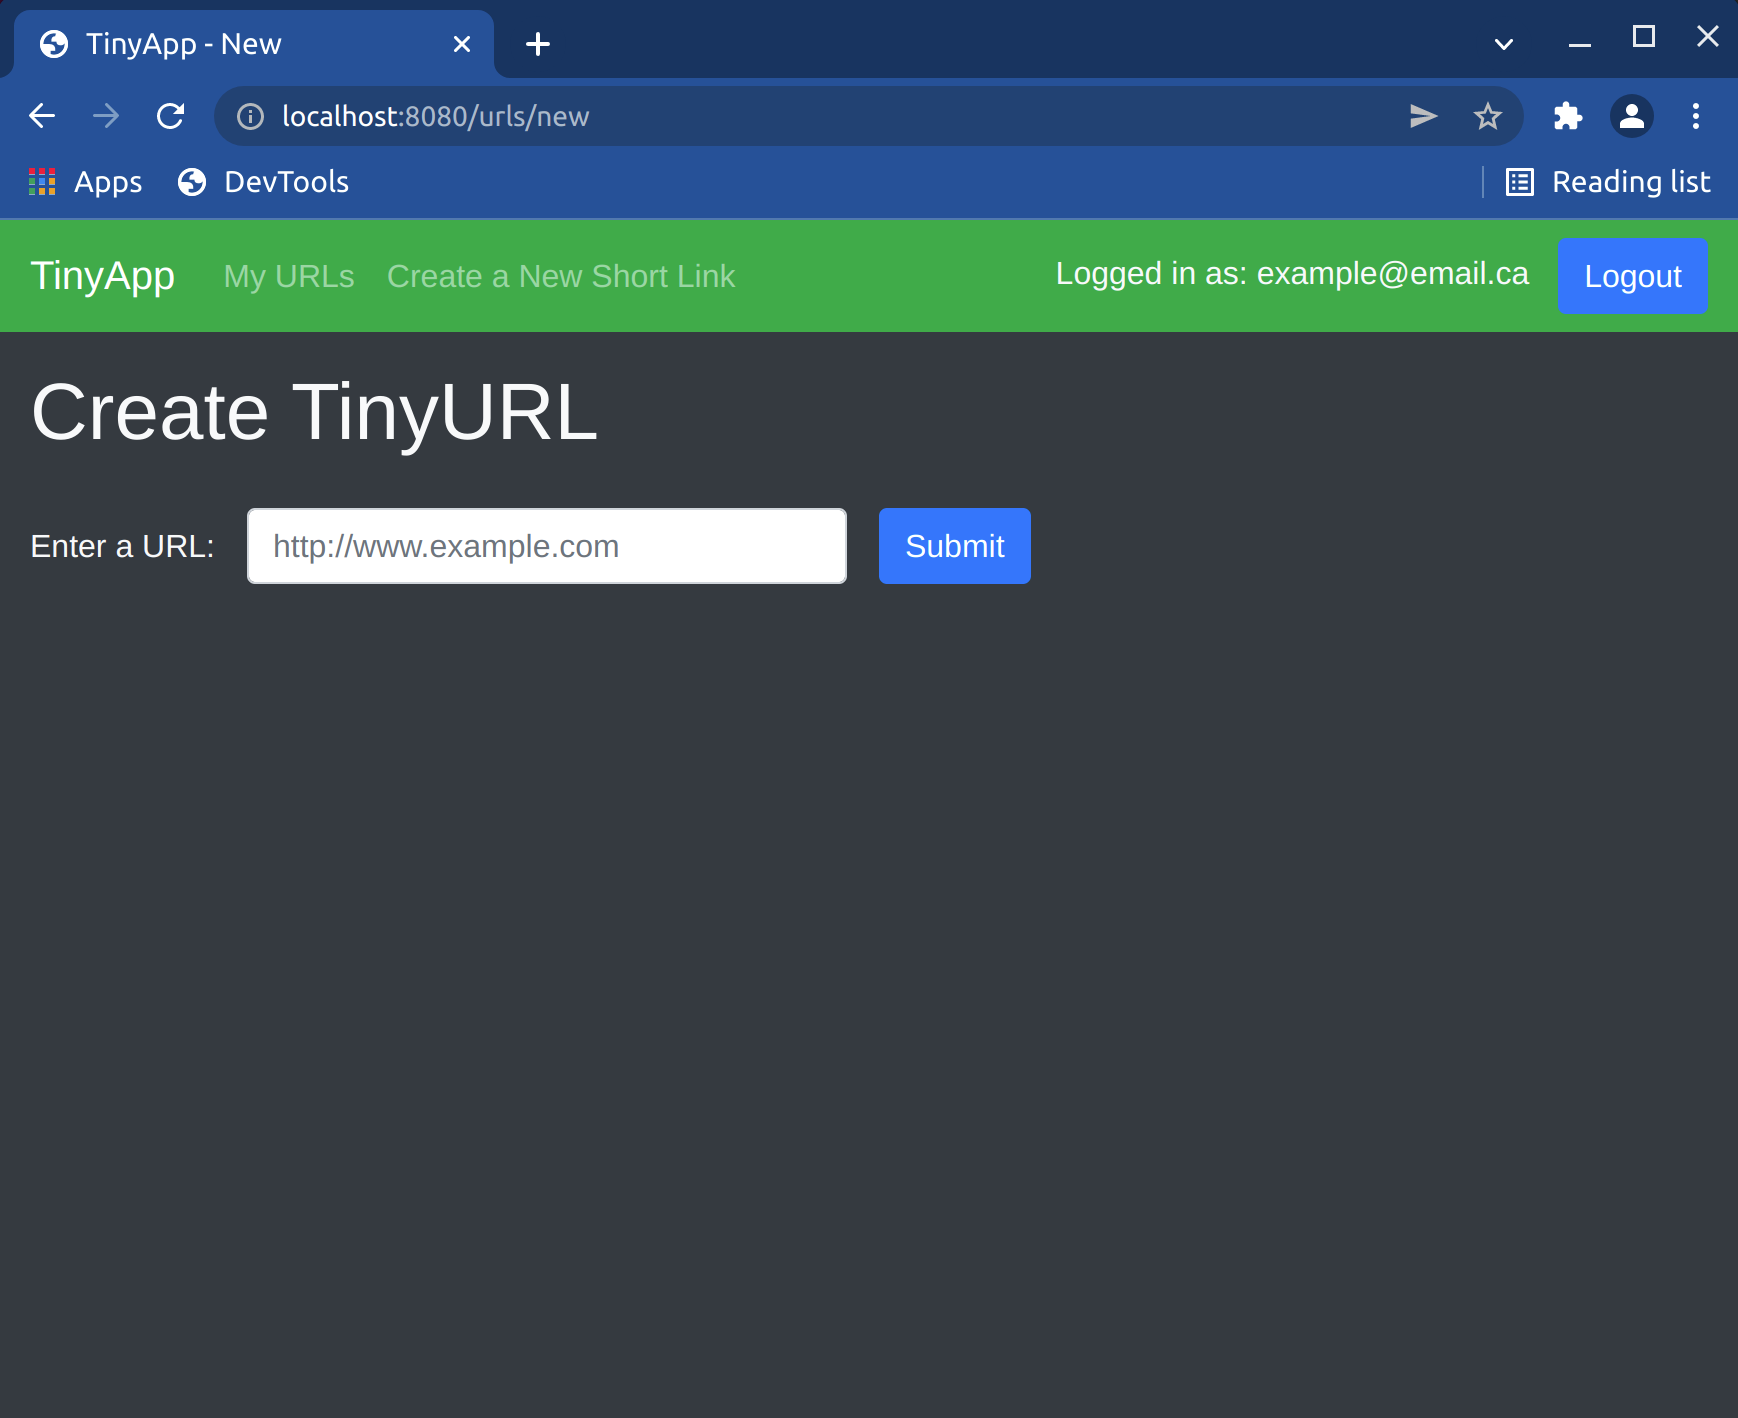 TinyApp - New
localhost:8080/urls/new
Apps DevTools Reading list
TinyApp My URLs Create a New Short Link Logged in as: example@email.ca Logout
Create TinyURL
Enter a URL: http://www.example.com Submit